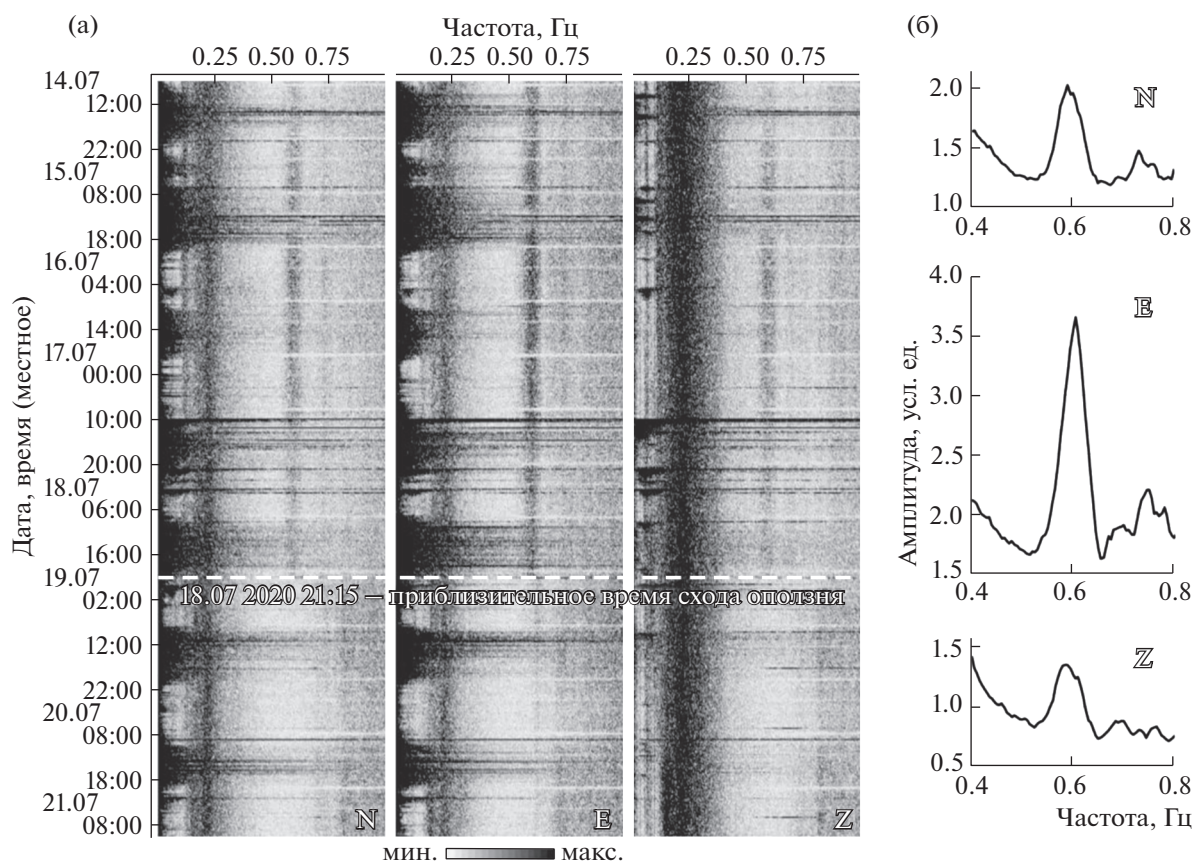 (а)
Частота, Гц
0.25 0.50 0.75
0.25 0.50 0.75
0.25 0.50 0.75
Дата, время (местное)
14.07
12:00
22:00
15.07
08:00
18:00
16.07
04:00
14:00
17.07
00:00
10:00
20:00
18.07
06:00
16:00
19.07
02:00
12:00
22:00
20.07
08:00
18:00
21.07
08:00
18.07 2020 21:15 – приблизительное время схода оползня
N
E
Z
мин. макс.
(б)
N
2.0
1.5
1.0
0.4 0.6 0.8
Амплитуда, усл. ед.
E
4.0
3.5
3.0
2.5
2.0
1.5
0.4 0.6 0.8
Z
1.5
1.0
0.5
0.4 0.6 0.8
Частота, Гц